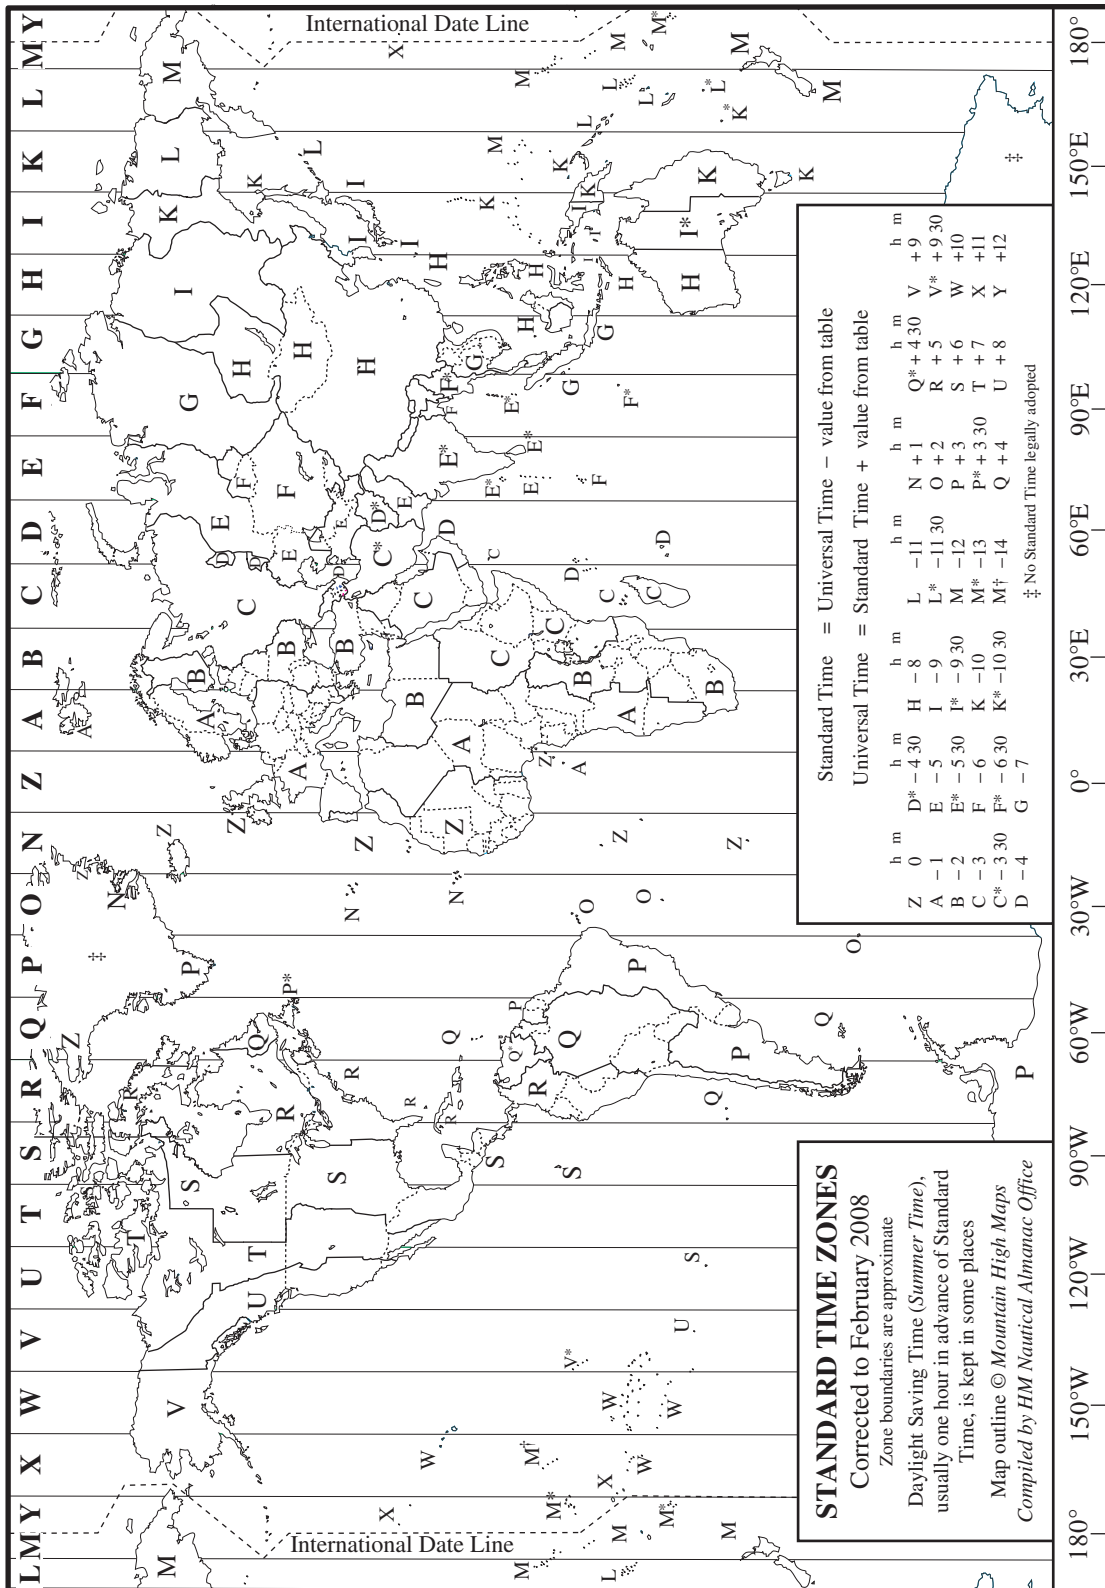 L M Y X W V U T S R Q P O N Z A B C D E F G H I K L M Y
International Date Line
International Date Line
T R Z ‡ Z N A
M V S P Z A B C D E G I K L M
U T R Q Z A B C D E F H K
P* Z A B C E F H H I I L
X W R N Z B C* D* E H I X
M* M† V* S R R Q N A C D E* F* G H K M
M M* X W W S S R Q* P O O Z A B C D F G H I K L M
M* W U S Q P Z A B D F* H I* K L* K*
L M M Q Q O B K M
P ‡
STANDARD TIME ZONES
Corrected to February 2008
Zone boundaries are approximate
Daylight Saving Time (Summer Time),
usually one hour in advance of Standard
Time, is kept in some places
Map outline © Mountain High Maps
Compiled by HM Nautical Almanac Office
Standard Time = Universal Time − value from table
Universal Time = Standard Time + value from table
h m h m h m h m h m h m h m
Z 0 D* − 4 30 H − 8 L −11 N + 1 Q* + 4 30 V + 9
A − 1 E − 5 I − 9 L* −11 30 O + 2 R + 5 V* + 9 30
B − 2 E* − 5 30 I* − 9 30 M −12 P + 3 S + 6 W +10
C − 3 F − 6 K −10 M* −13 P* + 3 30 T + 7 X +11
C* − 3 30 F* − 6 30 K* −10 30 M† −14 Q + 4 U + 8 Y +12
D − 4 G − 7 ‡ No Standard Time legally adopted
180° 150°W 120°W 90°W 60°W 30°W 0° 30°E 60°E 90°E 120°E 150°E 180°